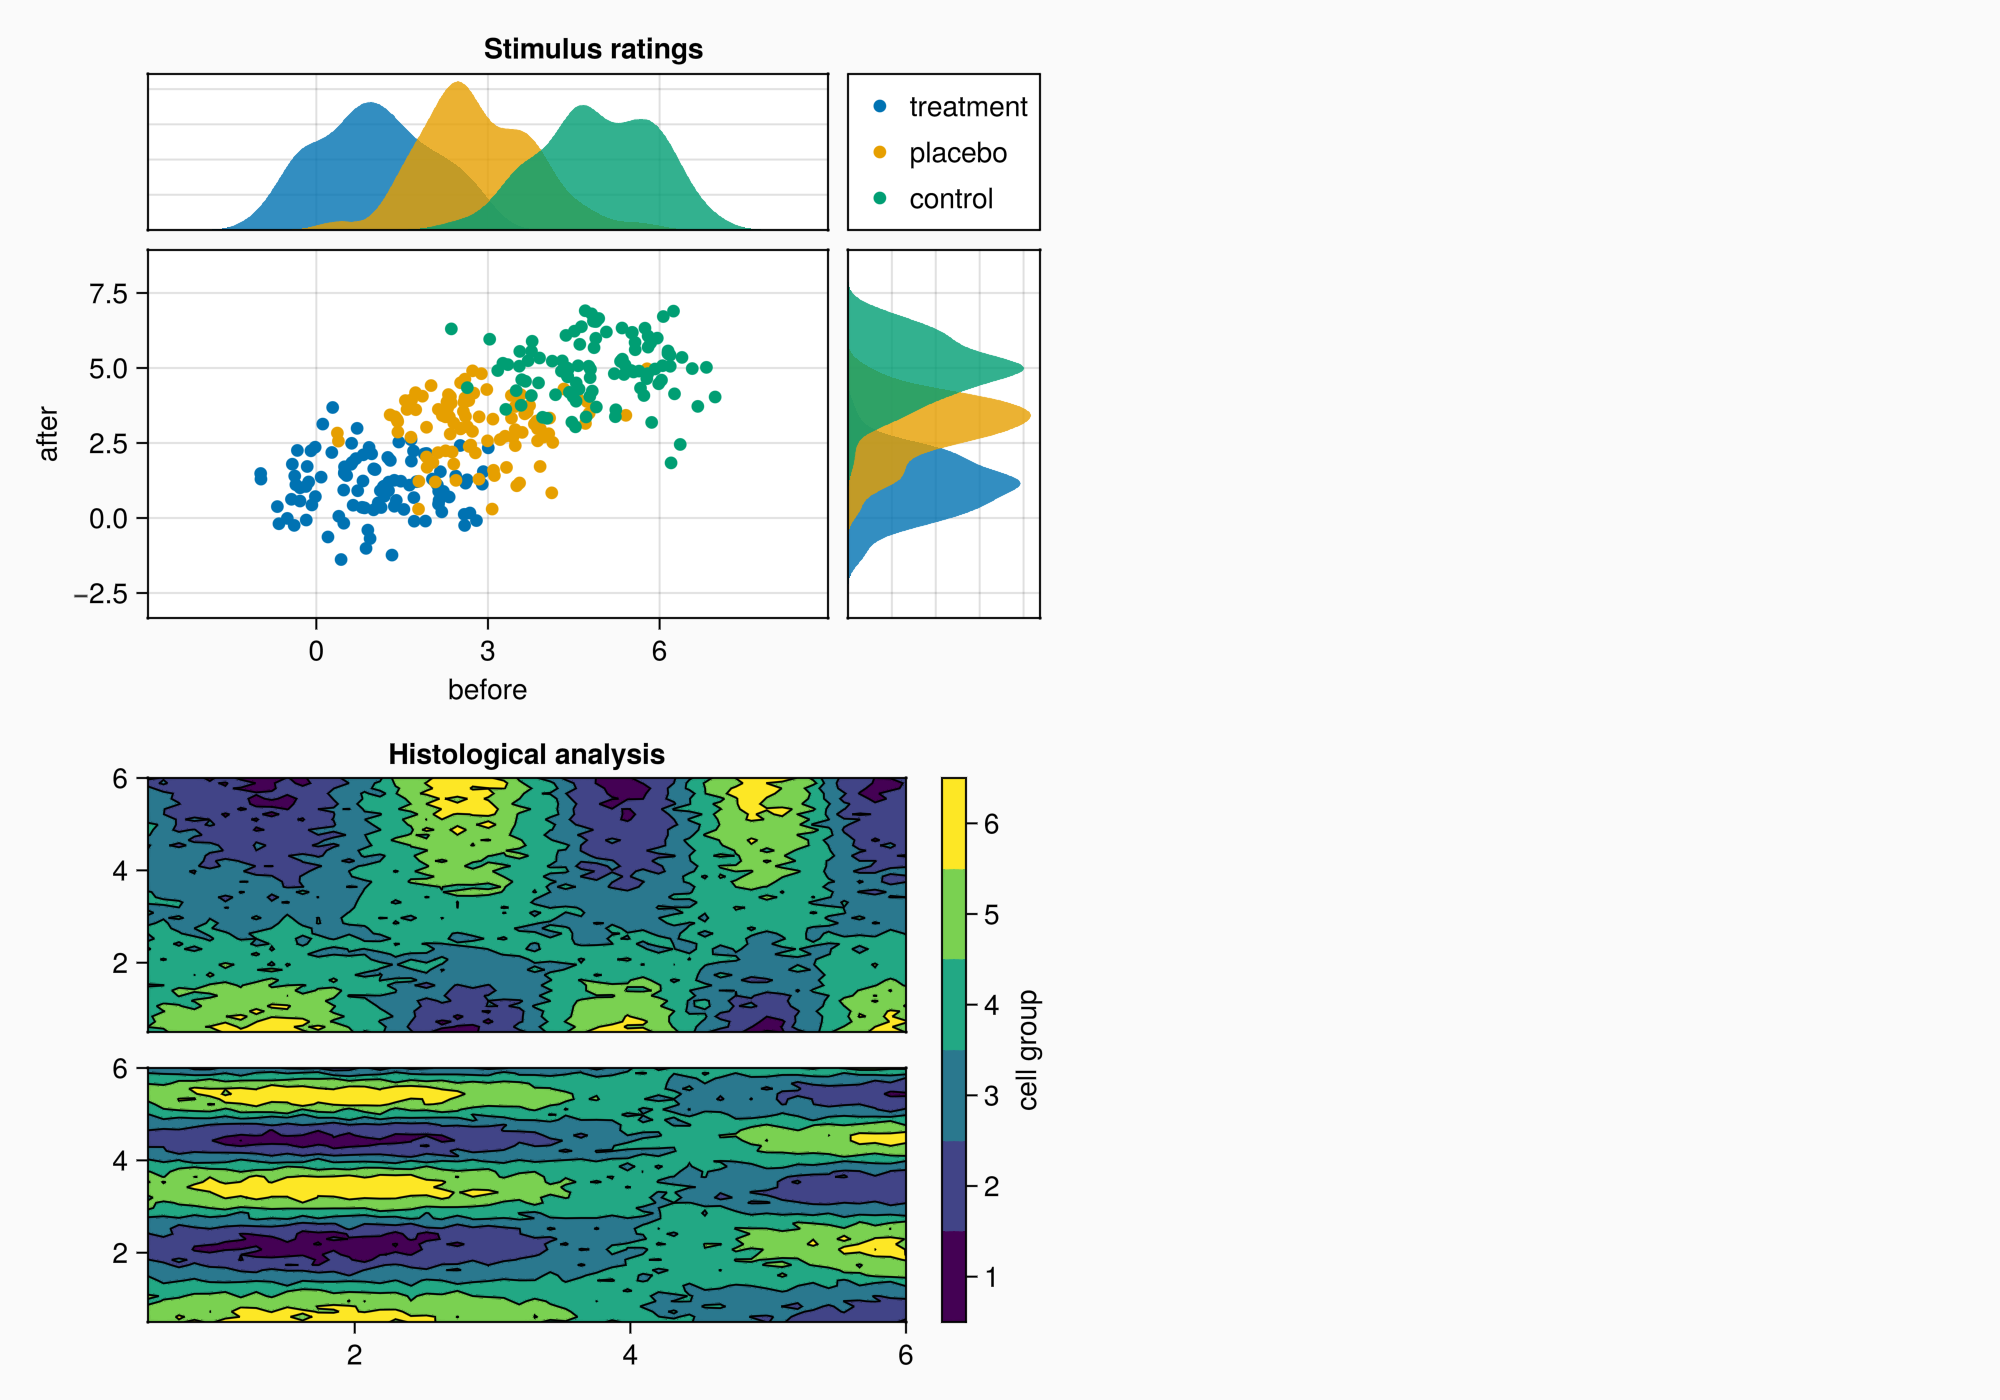 Stimulus ratings
treatment
placebo
control
7.5
5.0
2.5
0.0
−2.5
after
0 3 6
before
Histological analysis
6
4
2
6
4
2
2 4 6
6
5
4
3
2
1
cell group